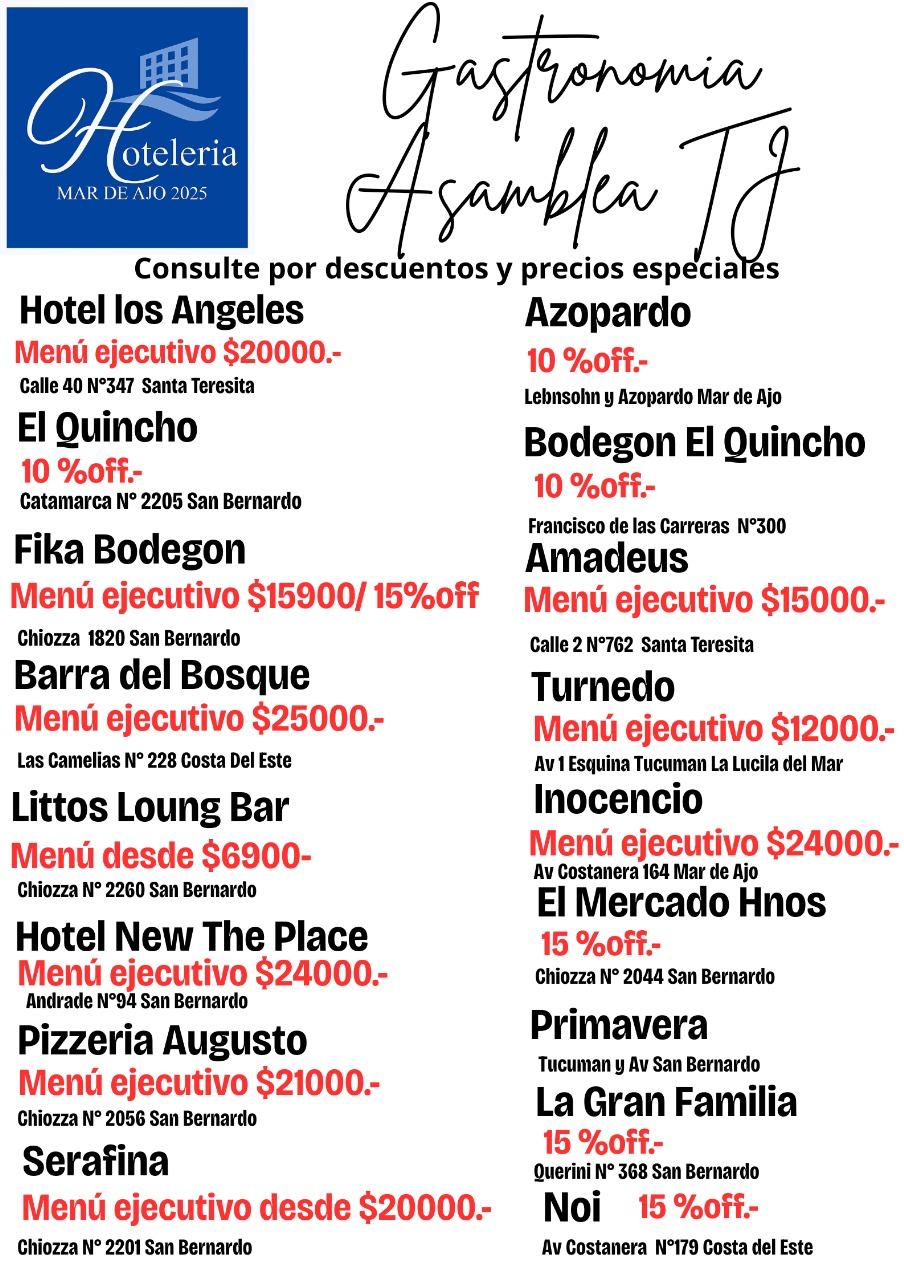 Hoteleria
MAR DE AJO 2025
Gastronomia
Asamblea TJ
Consulte por descuentos y precios especiales
Hotel los Angeles
Menú ejecutivo $20000.-
Calle 40 N°347 Santa Teresita
El Quincho
10 %off.-
Catamarca N° 2205 San Bernardo
Fika Bodegon
Menú ejecutivo $15900/ 15%off
Chiozza 1820 San Bernardo
Barra del Bosque
Menú ejecutivo $25000.-
Las Camelias N° 228 Costa Del Este
Littos Loung Bar
Menú desde $6900-
Chiozza N° 2260 San Bernardo
Hotel New The Place
Menú ejecutivo $24000.-
Andrade N°94 San Bernardo
Pizzeria Augusto
Menú ejecutivo $21000.-
Chiozza N° 2056 San Bernardo
Serafina
Menú ejecutivo desde $20000.-
Chiozza N° 2201 San Bernardo
Azopardo
10 %off.-
Lebnsohn y Azopardo Mar de Ajo
Bodegon El Quincho
10 %off.-
Francisco de las Carreras N°300
Amadeus
Menú ejecutivo $15000.-
Calle 2 N°762 Santa Teresita
Turnedo
Menú ejecutivo $12000.-
Av 1 Esquina Tucuman La Lucila del Mar
Inocencio
Menú ejecutivo $24000.-
Av Costanera 164 Mar de Ajo
El Mercado Hnos
15 %off.-
Chiozza N° 2044 San Bernardo
Primavera
Tucuman y Av San Bernardo
La Gran Familia
15 %off.-
Querini N° 368 San Bernardo
Noi 15 %off.-
Av Costanera N°179 Costa del Este